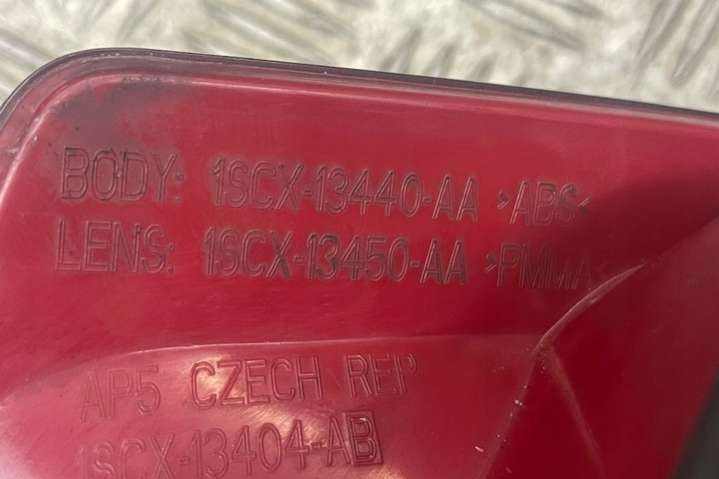 BODY: 1SCX-13440-AA >ABS<
LENS: 1SCX-13450-AA >PMMA<
AP5 CZECH REP
1SCX-13404-AB